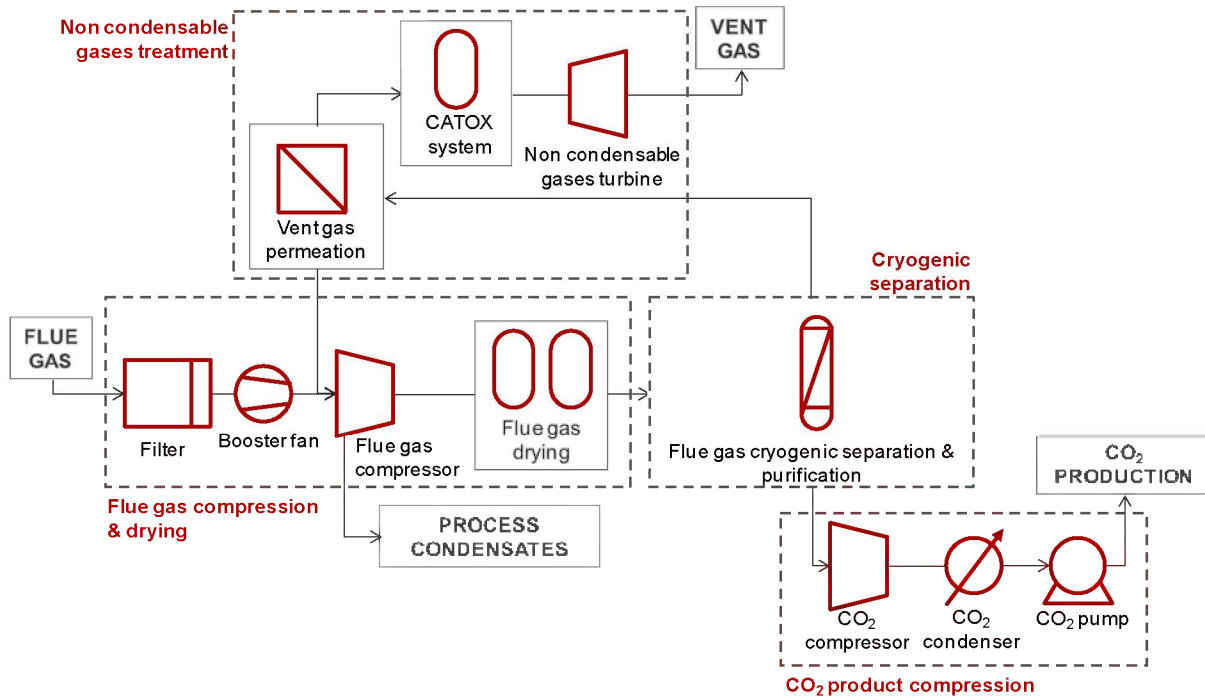 Non condensable
gases treatment
VENT
GAS
CATOX
system
Non condensable
gases turbine
Vent gas
permeation
Cryogenic
separation
FLUE
GAS
Filter
Booster fan
Flue gas
compressor
Flue gas
drying
Flue gas cryogenic separation &
purification
CO₂
PRODUCTION
Flue gas compression
& drying
PROCESS
CONDENSATES
CO₂
compressor
CO₂
condenser
CO₂ pump
CO₂ product compression